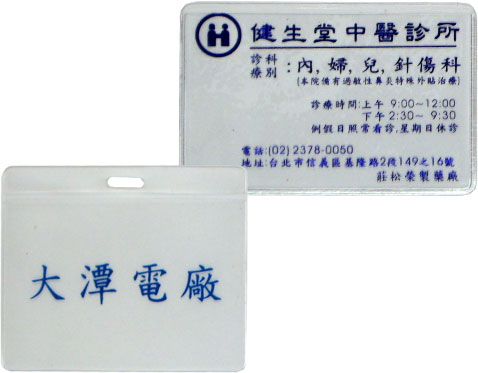 健生堂中醫診所
診療科別：內,婦,兒,針傷科
(本院備有過敏性鼻炎特殊外貼治療)
診療時間:上午 9:00~12:00
下午 2:30~ 9:30
例假日照常看診,星期日休診
電話:(02)2378-0050
地址:台北市信義區基隆路2段149之16號
莊松榮製藥廠
大潭電廠